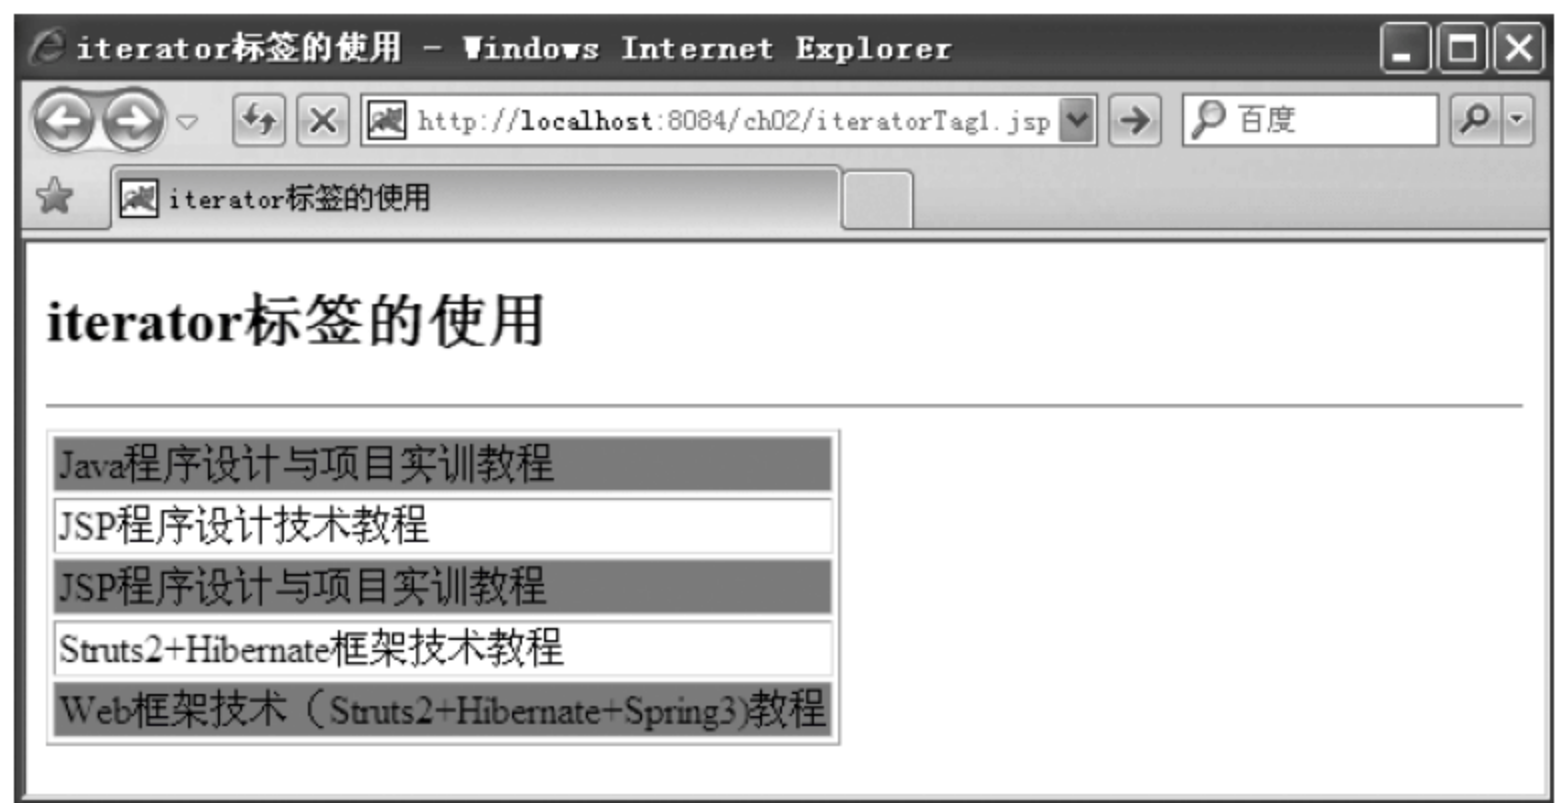 iterator标签的使用 - Windows Internet Explorer
http://localhost:8084/ch02/iteratorTag1.jsp 百度
iterator标签的使用
iterator标签的使用
Java程序设计与项目实训教程
JSP程序设计技术教程
JSP程序设计与项目实训教程
Struts2+Hibernate框架技术教程
Web框架技术（Struts2+Hibernate+Spring3)教程